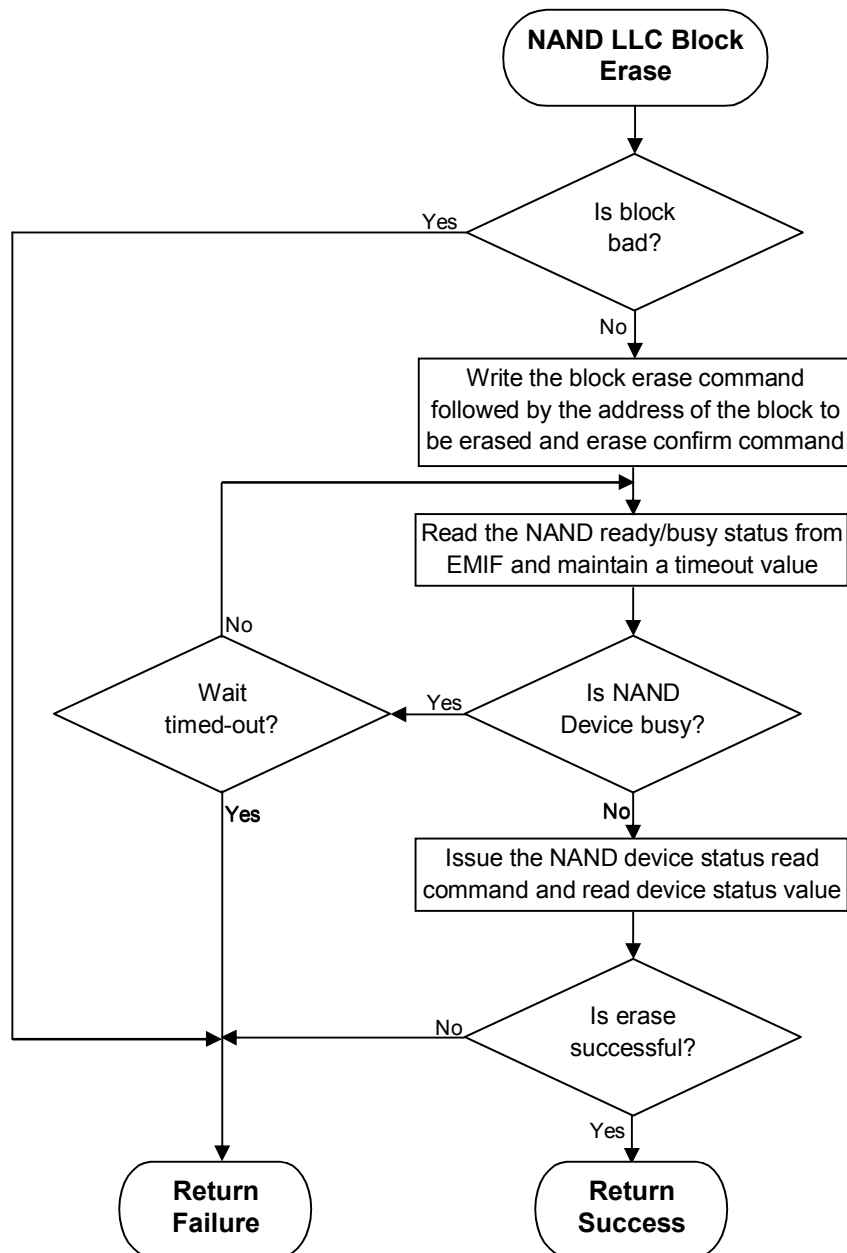 NAND LLC Block
Erase
Is block
bad?
Yes
No
Write the block erase command
followed by the address of the block to
be erased and erase confirm command
Read the NAND ready/busy status from
EMIF and maintain a timeout value
No
Wait
timed-out?
Yes
Is NAND
Device busy?
Yes
No
Issue the NAND device status read
command and read device status value
No
Is erase
successful?
Yes
Return
Failure
Return
Success